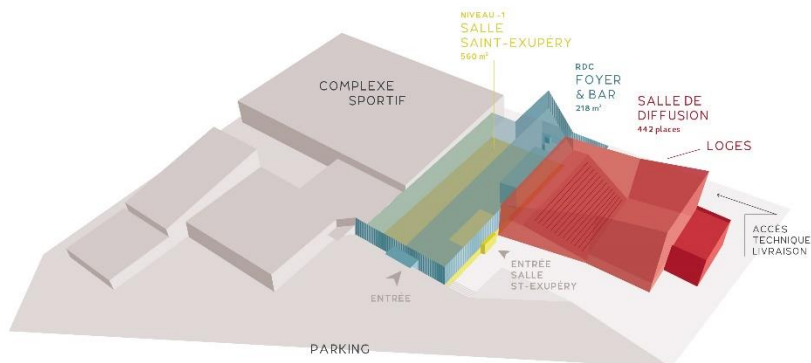 NIVEAU -1
SALLE
SAINT-EXUPÉRY
560 m²
COMPLEXE
SPORTIF
RDC
FOYER
& BAR
218 m²
SALLE DE
DIFFUSION
442 places
LOGES
ACCÈS
TECHNIQUE
LIVRAISON
ENTRÉE
SALLE
ST-EXUPÉRY
ENTRÉE
PARKING